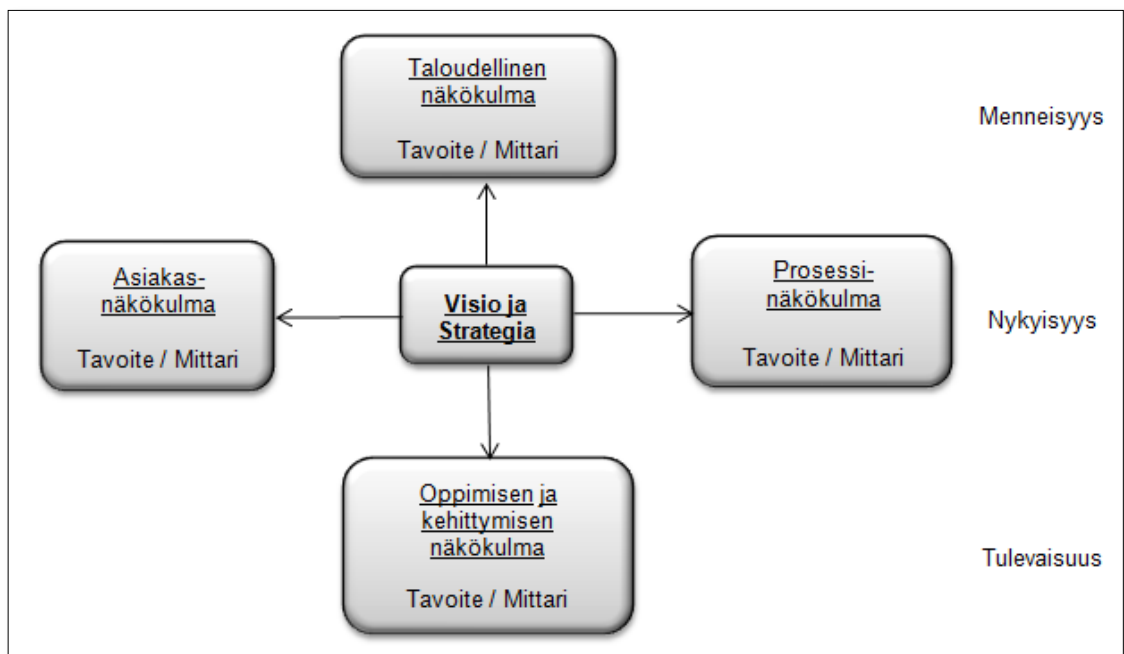 Taloudellinen
näkökulma
Tavoite / Mittari
Menneisyys
Asiakas-
näkökulma
Tavoite / Mittari
Visio ja
Strategia
Prosessi-
näkökulma
Tavoite / Mittari
Nykyisyys
Oppimisen ja
kehittymisen
näkökulma
Tavoite / Mittari
Tulevaisuus